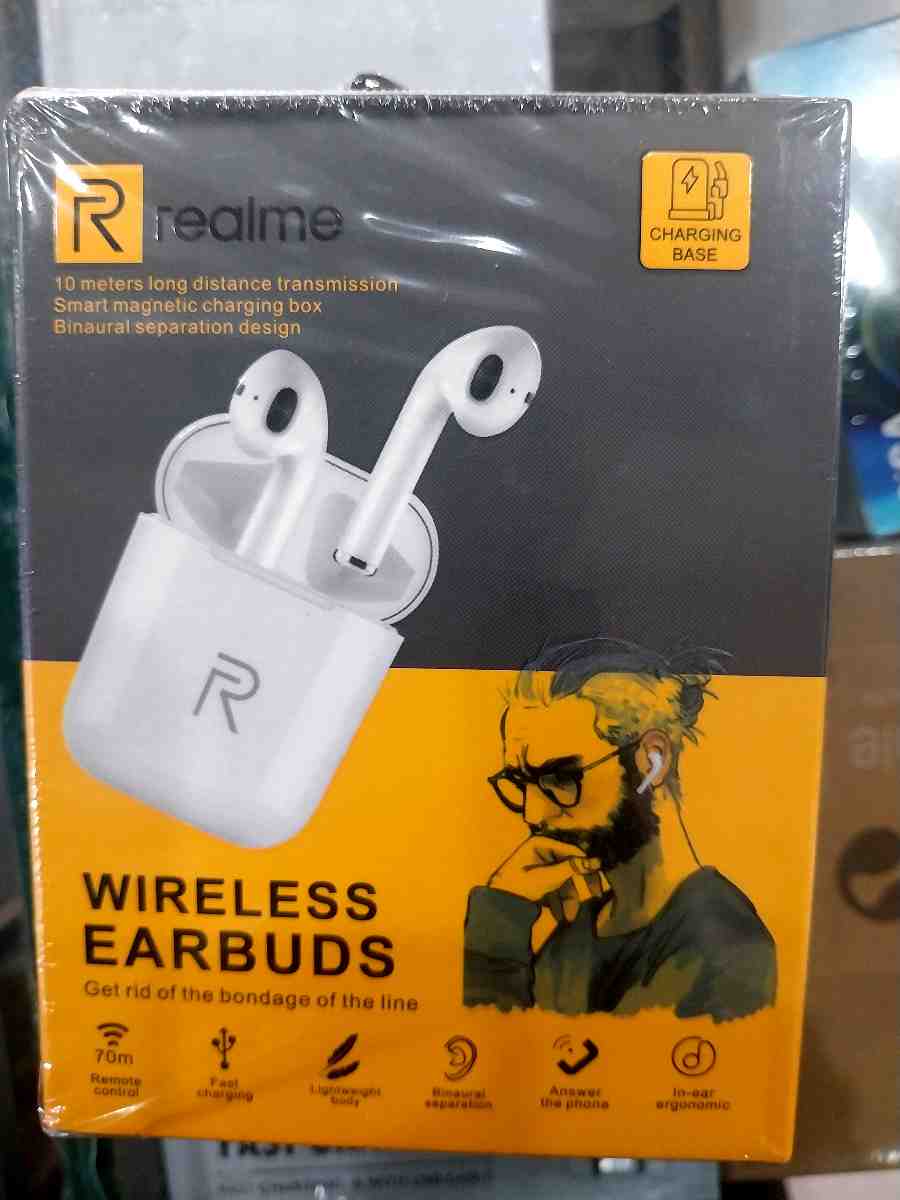 R realme
CHARGING
BASE
10 meters long distance transmission
Smart magnetic charging box
Binaural separation design
R
WIRELESS
EARBUDS
Get rid of the bondage of the line
70m
Remote
control
Fast
charging
Lightweight
body
Binaural
separation
Answer
the phone
In-ear
ergonomic